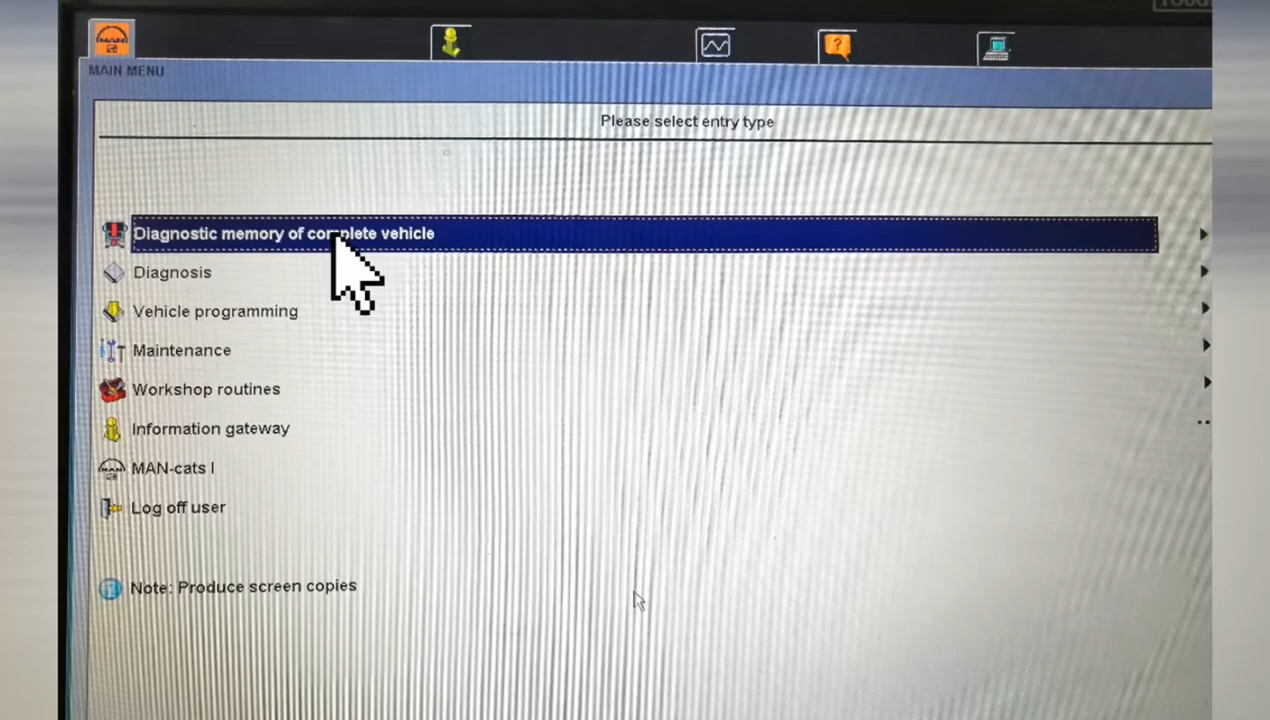 MAN
MAIN MENU
Please select entry type
Diagnostic memory of complete vehicle
Diagnosis
Vehicle programming
Maintenance
Workshop routines
Information gateway
MAN-cats I
Log off user
Note: Produce screen copies